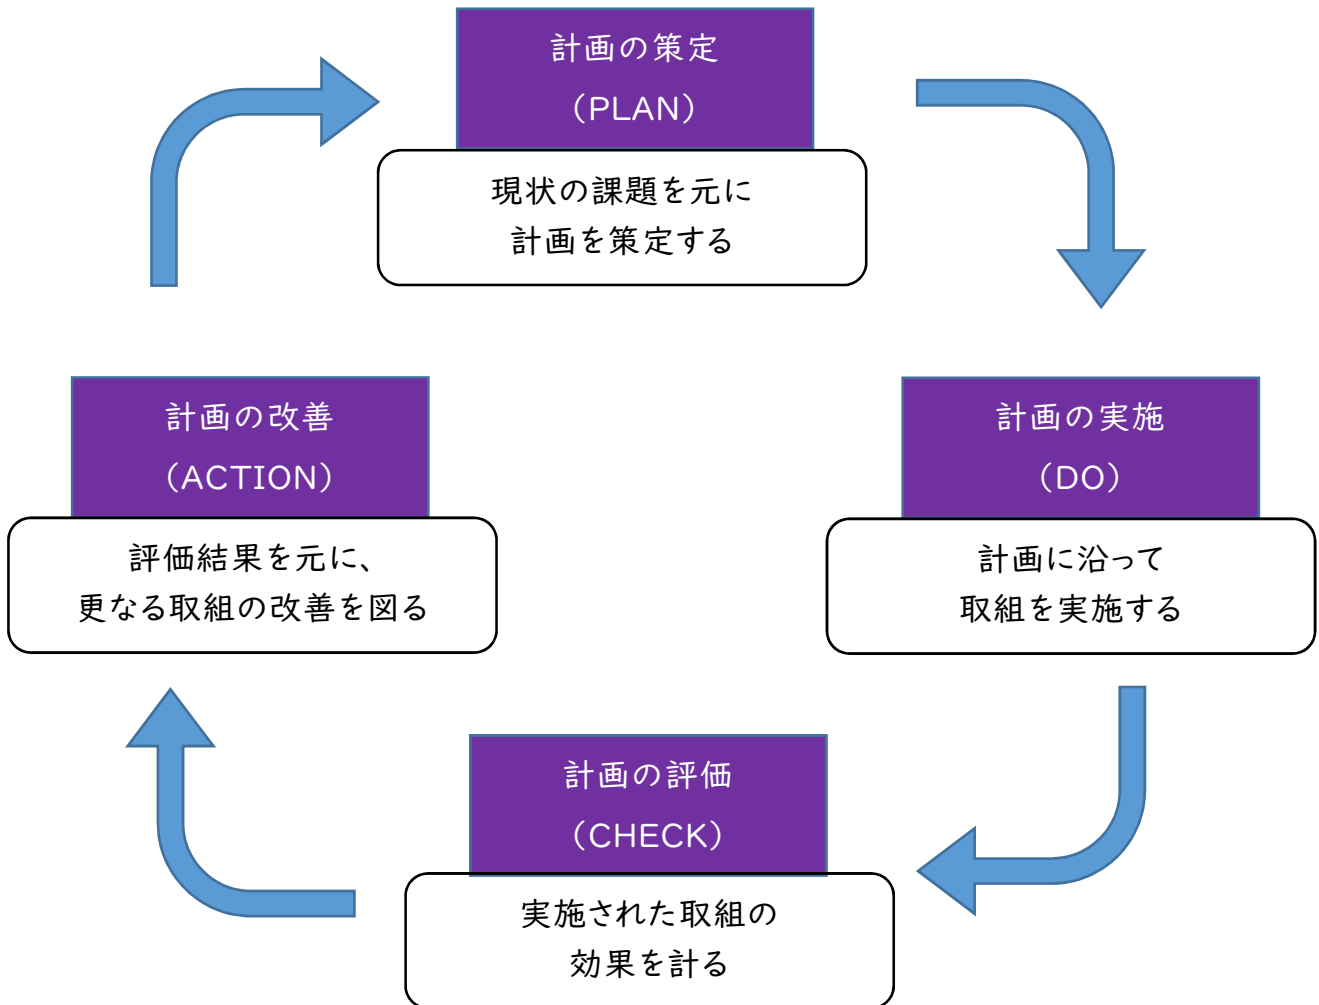 計画の策定
（PLAN）
現状の課題を元に
計画を策定する
計画の改善
（ACTION）
評価結果を元に、
更なる取組の改善を図る
計画の実施
（DO）
計画に沿って
取組を実施する
計画の評価
（CHECK）
実施された取組の
効果を計る